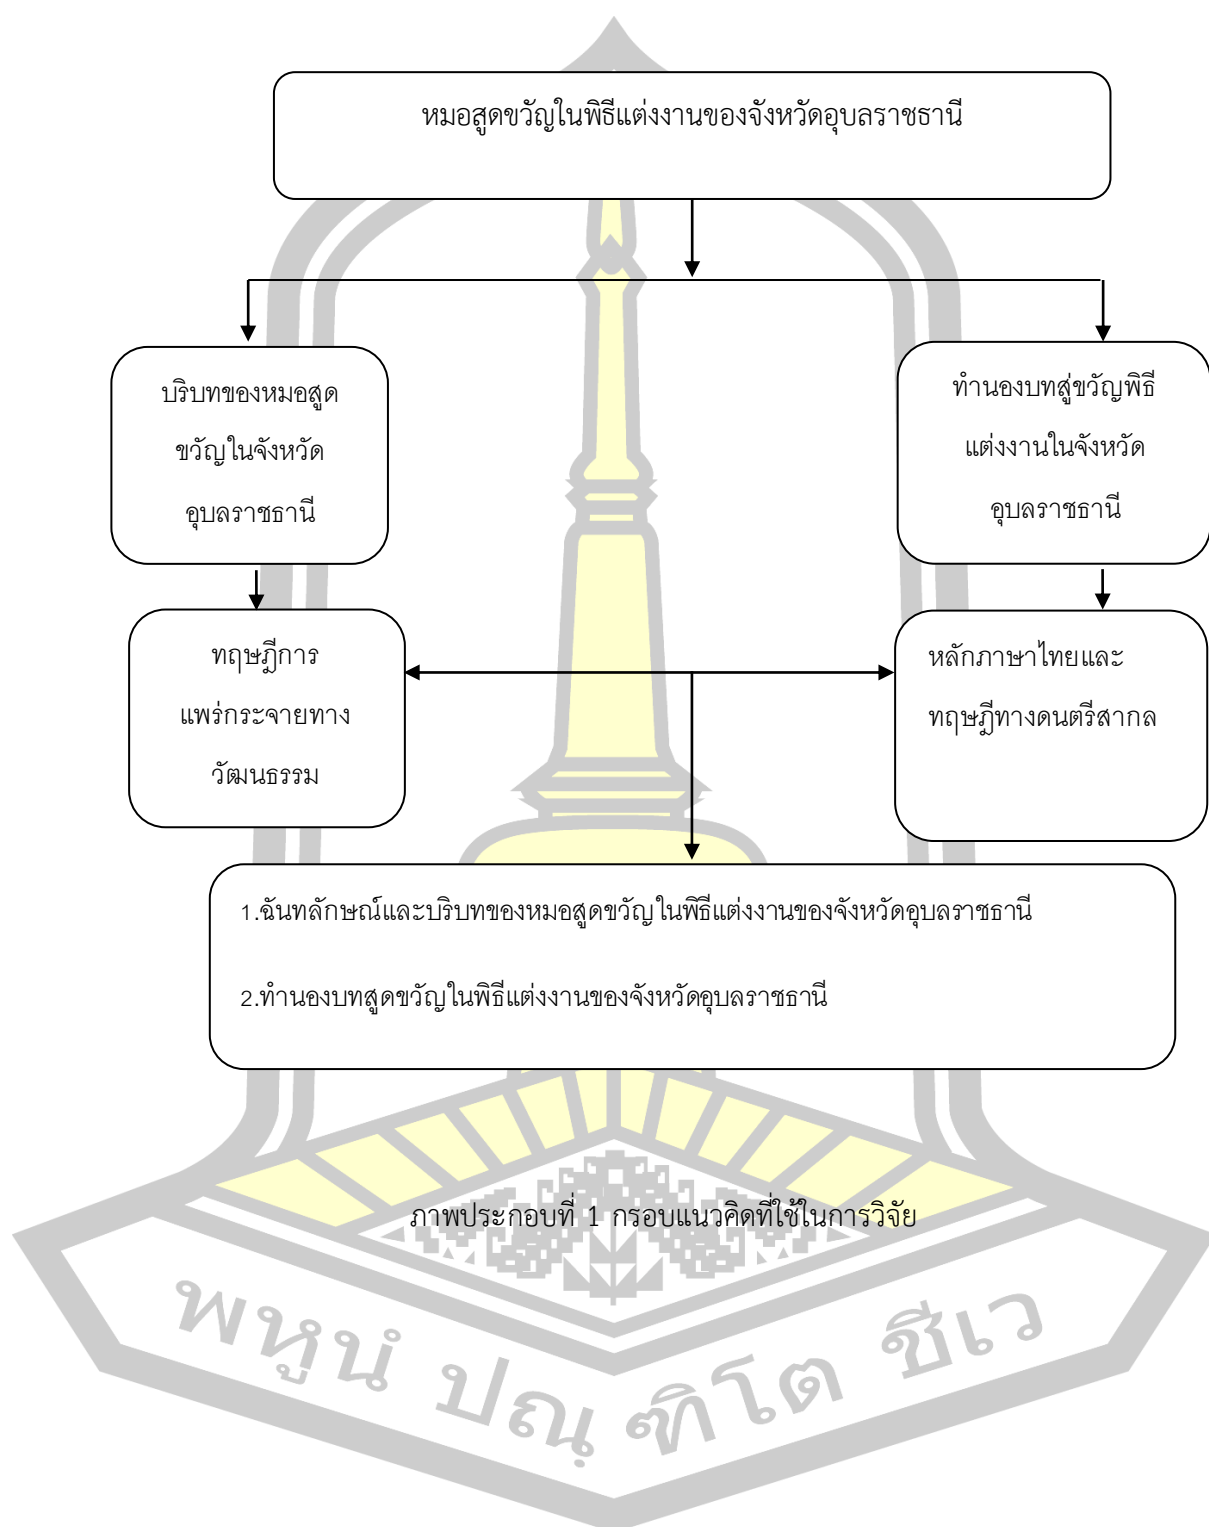 หมอสูดขวัญในพิธีแต่งงานของจังหวัดอุบลราชธานี
บริบทของหมอสูด
ขวัญในจังหวัด
อุบลราชธานี
ทำนองบทสู่ขวัญพิธี
แต่งงานในจังหวัด
อุบลราชธานี
ทฤษฎีการ
แพร่กระจายทาง
วัฒนธรรม
หลักภาษาไทยและ
ทฤษฎีทางดนตรีสากล
1.ฉันทลักษณ์และบริบทของหมอสูดขวัญในพิธีแต่งงานของจังหวัดอุบลราชธานี
2.ทำนองบทสูดขวัญในพิธีแต่งงานของจังหวัดอุบลราชธานี
ภาพประกอบที่ 1 กรอบแนวคิดที่ใช้ในการวิจัย
พหูนํ ปณฺฑิโต ชีเว